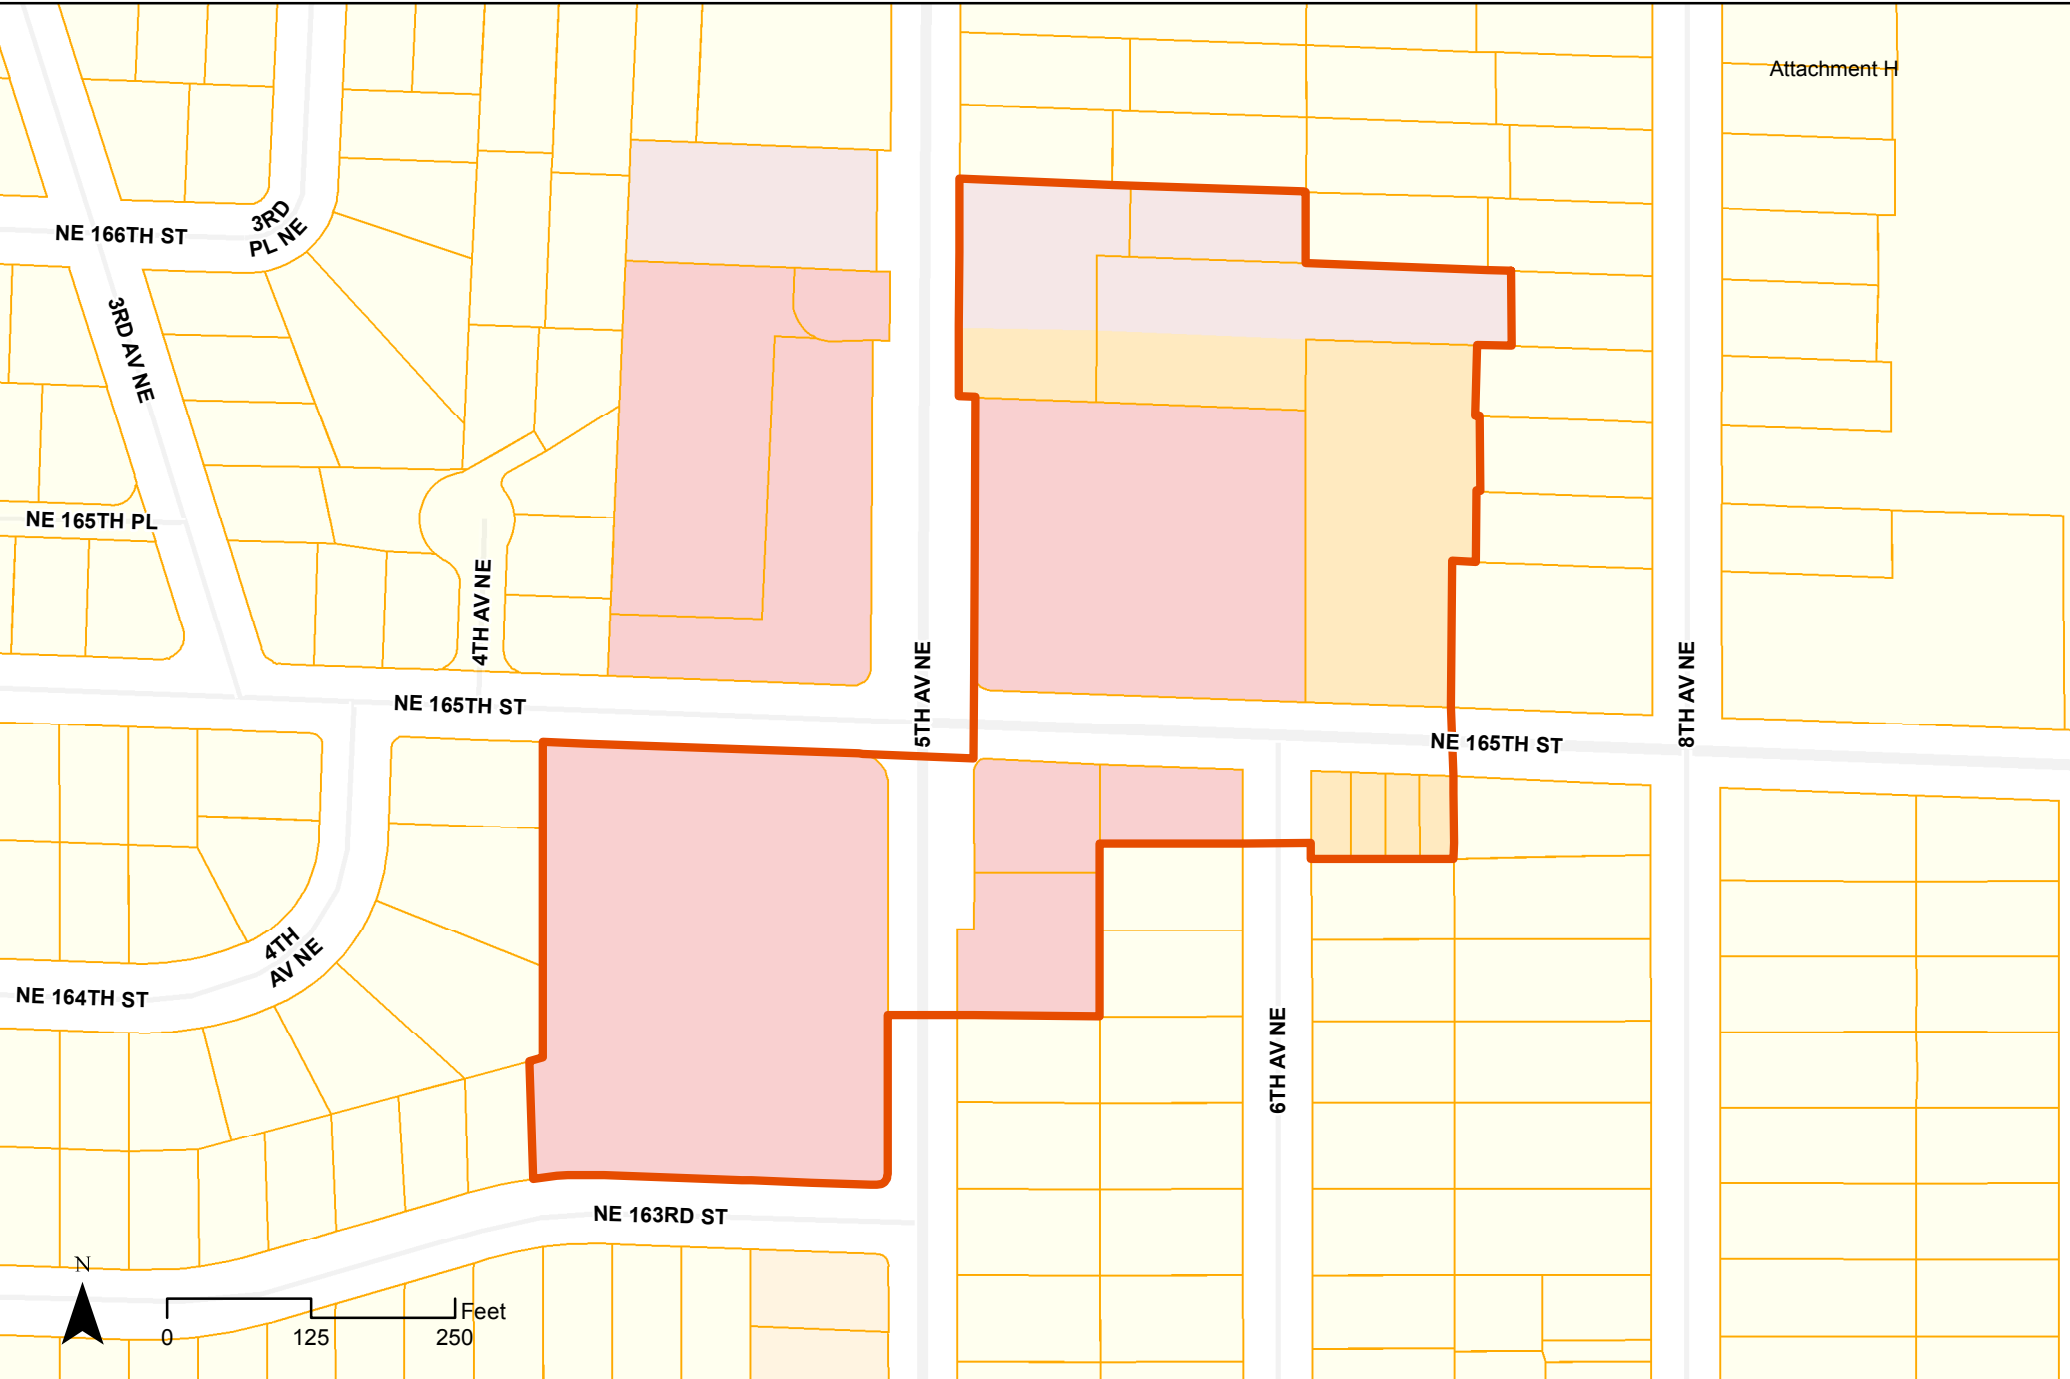 Attachment H
NE 166TH ST
3RD
PL NE
3RD AV NE
NE 165TH PL
4TH AV NE
NE 165TH ST
5TH AV NE
NE 165TH ST
8TH AV NE
4TH
AV NE
NE 164TH ST
6TH AV NE
NE 163RD ST
N
Feet
0 125 250